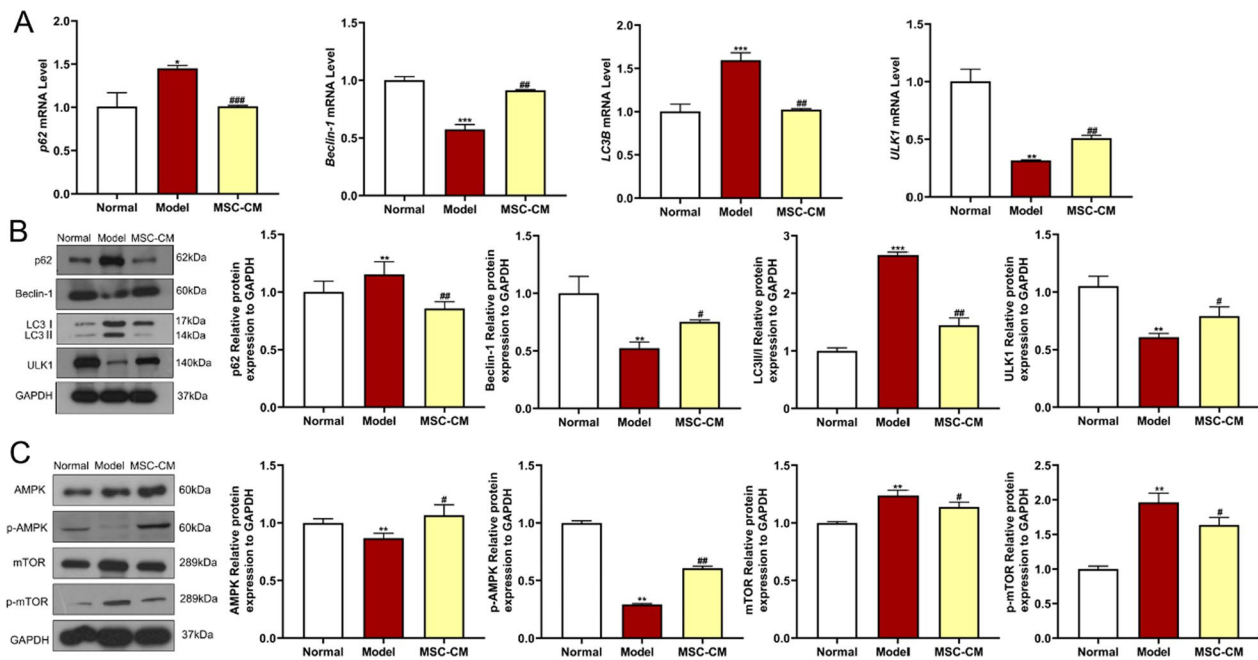 A
p62 mRNA Level
2.0
1.5
1.0
0.5
0.0
*
###
Normal Model MSC-CM
Beclin-1 mRNA Level
1.5
1.0
0.5
0.0
***
##
Normal Model MSC-CM
LC3B mRNA Level
2.0
1.5
1.0
0.5
0.0
***
##
Normal Model MSC-CM
ULK1 mRNA Level
1.5
1.0
0.5
0.0
**
##
Normal Model MSC-CM
B
Normal Model MSC-CM
p62 62kDa
Beclin-1 60kDa
LC3 I 17kDa
LC3 II 14kDa
ULK1 140kDa
GAPDH 37kDa
p62 Relative protein
expression to GAPDH
1.5
1.0
0.5
0.0
**
##
Normal Model MSC-CM
Beclin-1 Relative protein
expression to GAPDH
1.5
1.0
0.5
0.0
**
#
Normal Model MSC-CM
LC3II/I Relative protein
expression to GAPDH
3
2
1
0
***
##
Normal Model MSC-CM
ULK1 Relative protein
expression to GAPDH
1.5
1.0
0.5
0.0
**
#
Normal Model MSC-CM
C
Normal Model MSC-CM
AMPK 60kDa
p-AMPK 60kDa
mTOR 289kDa
p-mTOR 289kDa
GAPDH 37kDa
AMPK Relative protein
expression to GAPDH
1.5
1.0
0.5
0.0
**
#
Normal Model MSC-CM
p-AMPK Relative protein
expression to GAPDH
1.5
1.0
0.5
0.0
**
##
Normal Model MSC-CM
mTOR Relative protein
expression to GAPDH
1.5
1.0
0.5
0.0
**
#
Normal Model MSC-CM
p-mTOR Relative protein
expression to GAPDH
2.5
2.0
1.5
1.0
0.5
0.0
**
#
Normal Model MSC-CM